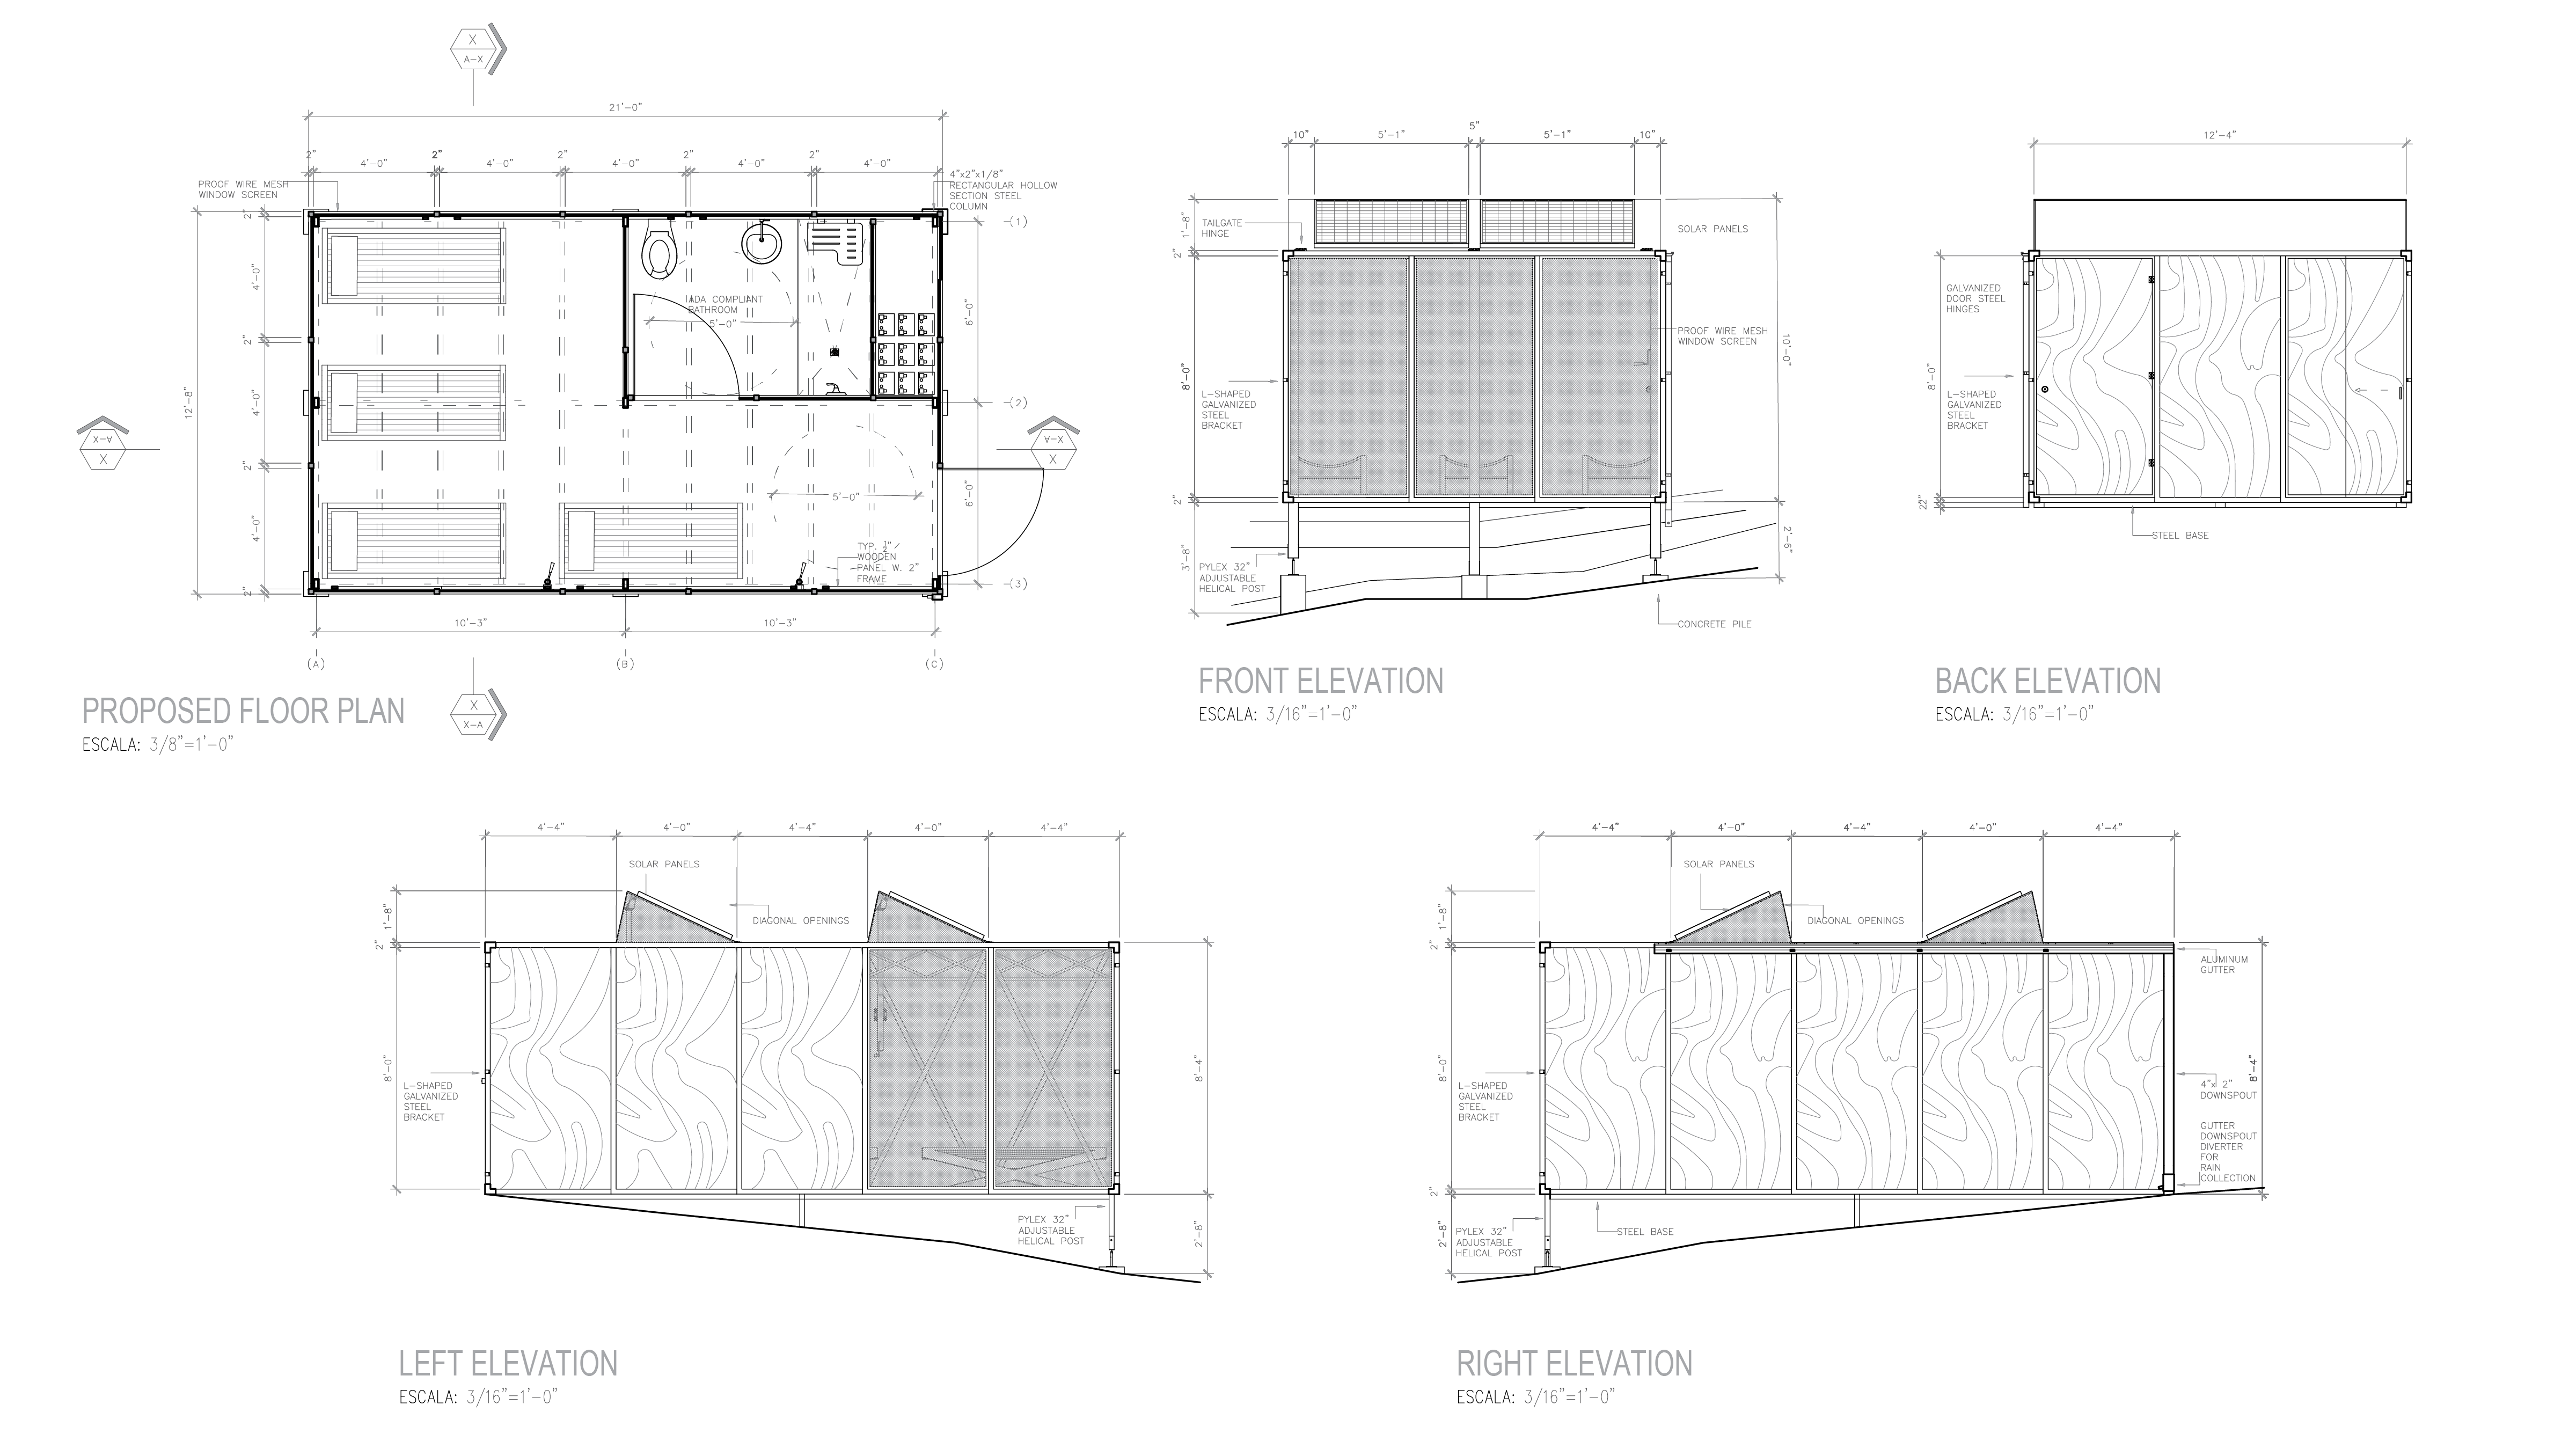 X
A-X
21'-0"
2"
4'-0"
2"
4'-0"
2"
4'-0"
2"
4'-0"
2"
4'-0"
PROOF WIRE MESH
WINDOW SCREEN
4"x2"x1/8"
RECTANGULAR HOLLOW
SECTION STEEL
COLUMN
2"
4'-0"
2"
4'-0"
2"
4'-0"
2"
12'-8"
ADA COMPLIANT
BATHROOM
5'-0"
6'-0"
6'-0"
(1)
(2)
(3)
X-A
X
X-A
X
5'-0"
TYP. 1/2" /
WOODEN
PANEL W. 2"
FRAME
10'-3"
10'-3"
(A)
(B)
(C)
X
X-A
PROPOSED FLOOR PLAN
ESCALA: 3/8"=1'-0"
10"
5'-1"
5"
5'-1"
10"
TAILGATE
HINGE
1'-8"
2"
8'-0"
2"
3'-8"
SOLAR PANELS
PROOF WIRE MESH
WINDOW SCREEN
10'-0"
2'-6"
L-SHAPED
GALVANIZED
STEEL
BRACKET
PYLEX 32"
ADJUSTABLE
HELICAL POST
CONCRETE PILE
FRONT ELEVATION
ESCALA: 3/16"=1'-0"
12'-4"
GALVANIZED
DOOR STEEL
HINGES
8'-0"
L-SHAPED
GALVANIZED
STEEL
BRACKET
22"
STEEL BASE
BACK ELEVATION
ESCALA: 3/16"=1'-0"
4'-4"
4'-0"
4'-4"
4'-0"
4'-4"
SOLAR PANELS
DIAGONAL OPENINGS
1'-8"
2"
8'-0"
L-SHAPED
GALVANIZED
STEEL
BRACKET
8'-4"
PYLEX 32"
ADJUSTABLE
HELICAL POST
2'-8"
LEFT ELEVATION
ESCALA: 3/16"=1'-0"
4'-4"
4'-0"
4'-4"
4'-0"
4'-4"
SOLAR PANELS
DIAGONAL OPENINGS
1'-8"
2"
8'-0"
2"
2'-8"
L-SHAPED
GALVANIZED
STEEL
BRACKET
ALUMINUM
GUTTER
8'-4"
4"x 2"
DOWNSPOUT
GUTTER
DOWNSPOUT
DIVERTER
FOR
RAIN
COLLECTION
PYLEX 32"
ADJUSTABLE
HELICAL POST
STEEL BASE
RIGHT ELEVATION
ESCALA: 3/16"=1'-0"